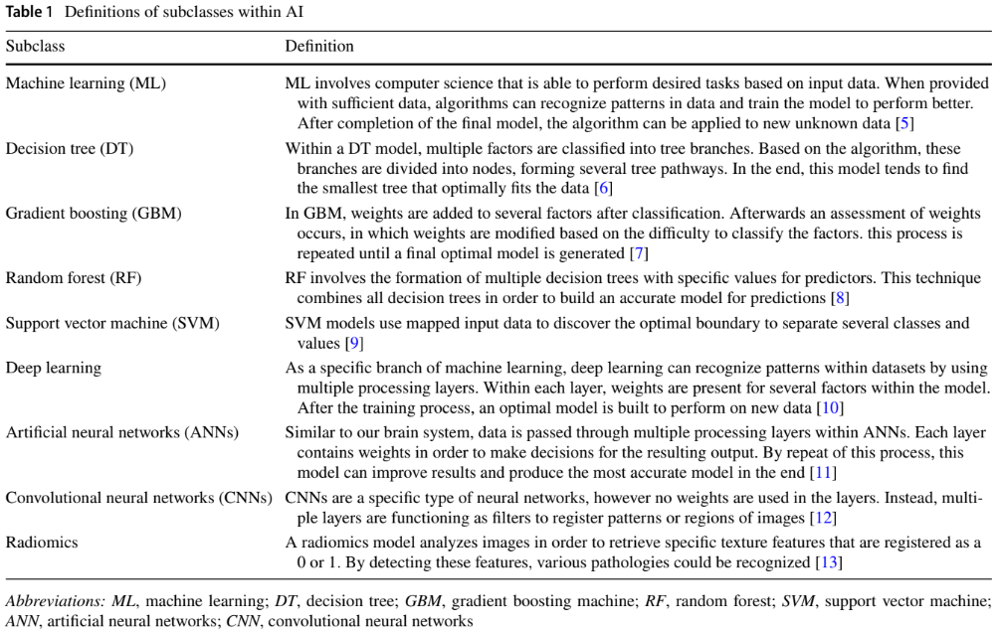 Table 1 Definitions of subclasses within AI
Subclass Definition
Machine learning (ML) ML involves computer science that is able to perform desired tasks based on input data. When provided
with sufficient data, algorithms can recognize patterns in data and train the model to perform better.
After completion of the final model, the algorithm can be applied to new unknown data [5]
Decision tree (DT) Within a DT model, multiple factors are classified into tree branches. Based on the algorithm, these
branches are divided into nodes, forming several tree pathways. In the end, this model tends to find
the smallest tree that optimally fits the data [6]
Gradient boosting (GBM) In GBM, weights are added to several factors after classification. Afterwards an assessment of weights
occurs, in which weights are modified based on the difficulty to classify the factors. this process is
repeated until a final optimal model is generated [7]
Random forest (RF) RF involves the formation of multiple decision trees with specific values for predictors. This technique
combines all decision trees in order to build an accurate model for predictions [8]
Support vector machine (SVM) SVM models use mapped input data to discover the optimal boundary to separate several classes and
values [9]
Deep learning As a specific branch of machine learning, deep learning can recognize patterns within datasets by using
multiple processing layers. Within each layer, weights are present for several factors within the model.
After the training process, an optimal model is built to perform on new data [10]
Artificial neural networks (ANNs) Similar to our brain system, data is passed through multiple processing layers within ANNs. Each layer
contains weights in order to make decisions for the resulting output. By repeat of this process, this
model can improve results and produce the most accurate model in the end [11]
Convolutional neural networks (CNNs) CNNs are a specific type of neural networks, however no weights are used in the layers. Instead, multi-
ple layers are functioning as filters to register patterns or regions of images [12]
Radiomics A radiomics model analyzes images in order to retrieve specific texture features that are registered as a
0 or 1. By detecting these features, various pathologies could be recognized [13]
Abbreviations: ML, machine learning; DT, decision tree; GBM, gradient boosting machine; RF, random forest; SVM, support vector machine;
ANN, artificial neural networks; CNN, convolutional neural networks